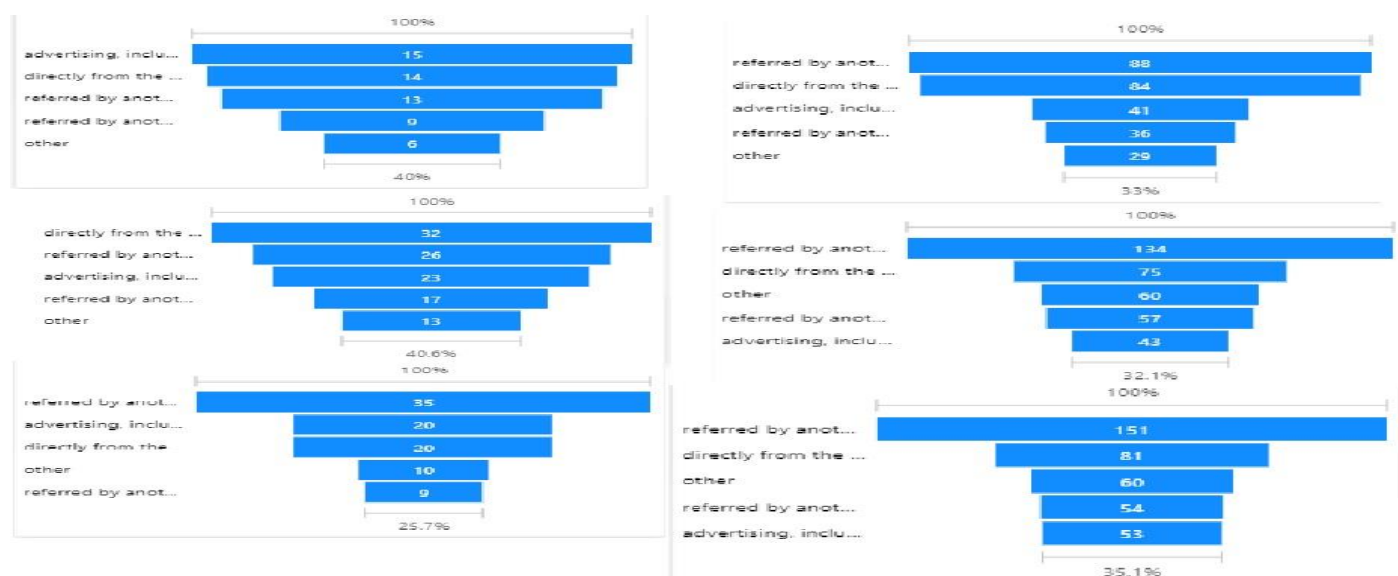 100%
advertising, inclu... 15
directly from the ... 14
referred by anot... 13
referred by anot... 9
other 6
40%
100%
directly from the ... 32
referred by anot... 26
advertising, inclu... 23
referred by anot... 17
other 13
40.6%
100%
referred by anot... 35
advertising, inclu... 20
directly from the 20
other 10
referred by anot... 9
25.7%
100%
referred by anot... 88
directly from the ... 84
advertising, inclu... 41
referred by anot... 36
other 29
33%
100%
referred by anot... 134
directly from the ... 75
other 60
referred by anot... 57
advertising, inclu... 43
32.1%
100%
referred by anot... 151
directly from the ... 81
other 60
referred by anot... 54
advertising, inclu... 53
35.1%